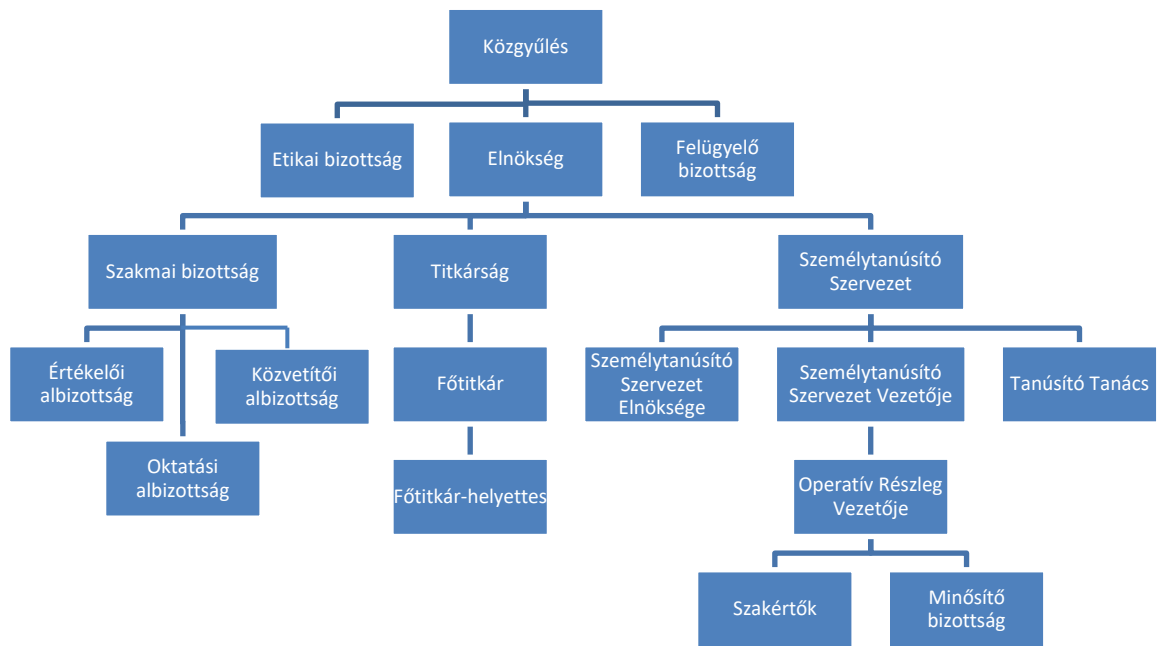 Közgyűlés
Etikai bizottság
Elnökség
Felügyelő
bizottság
Szakmai bizottság
Titkárság
Személytanúsító
Szervezet
Értékelői
albizottság
Közvetítői
albizottság
Főtitkár
Személytanúsító
Szervezet
Elnöksége
Személytanúsító
Szervezet Vezetője
Tanúsító Tanács
Oktatási
albizottság
Főtitkár-helyettes
Operatív Részleg
Vezetője
Szakértők
Minősítő
bizottság